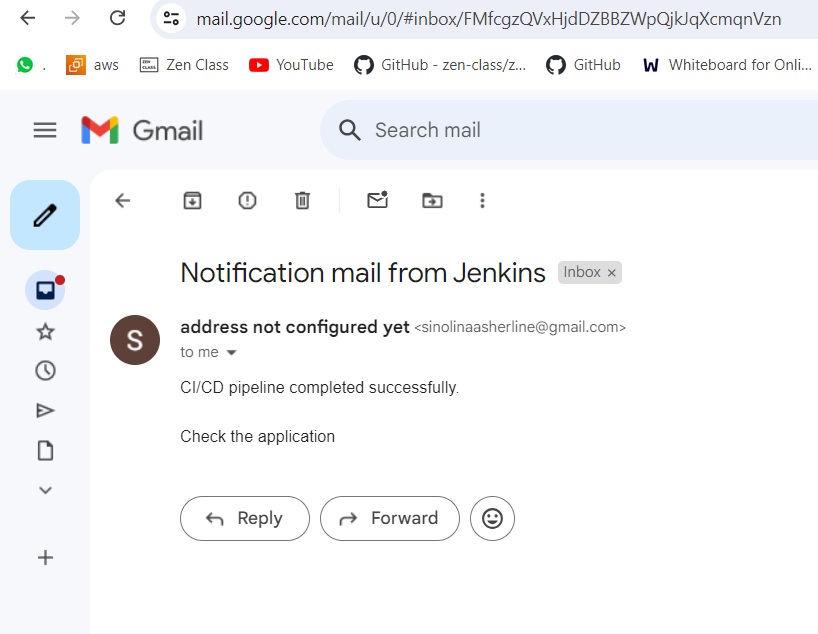 mail.google.com/mail/u/0/#inbox/FMfcgzQVxHjdDZBBZWpQjkJqXcmqnVzn
. aws ZEN CLASS Zen Class YouTube GitHub - zen-class/z... GitHub W Whiteboard for Onli...
Gmail Search mail
Notification mail from Jenkins Inbox ×
S address not configured yet <sinolinaasherline@gmail.com>
to me
CI/CD pipeline completed successfully.
Check the application
Reply Forward